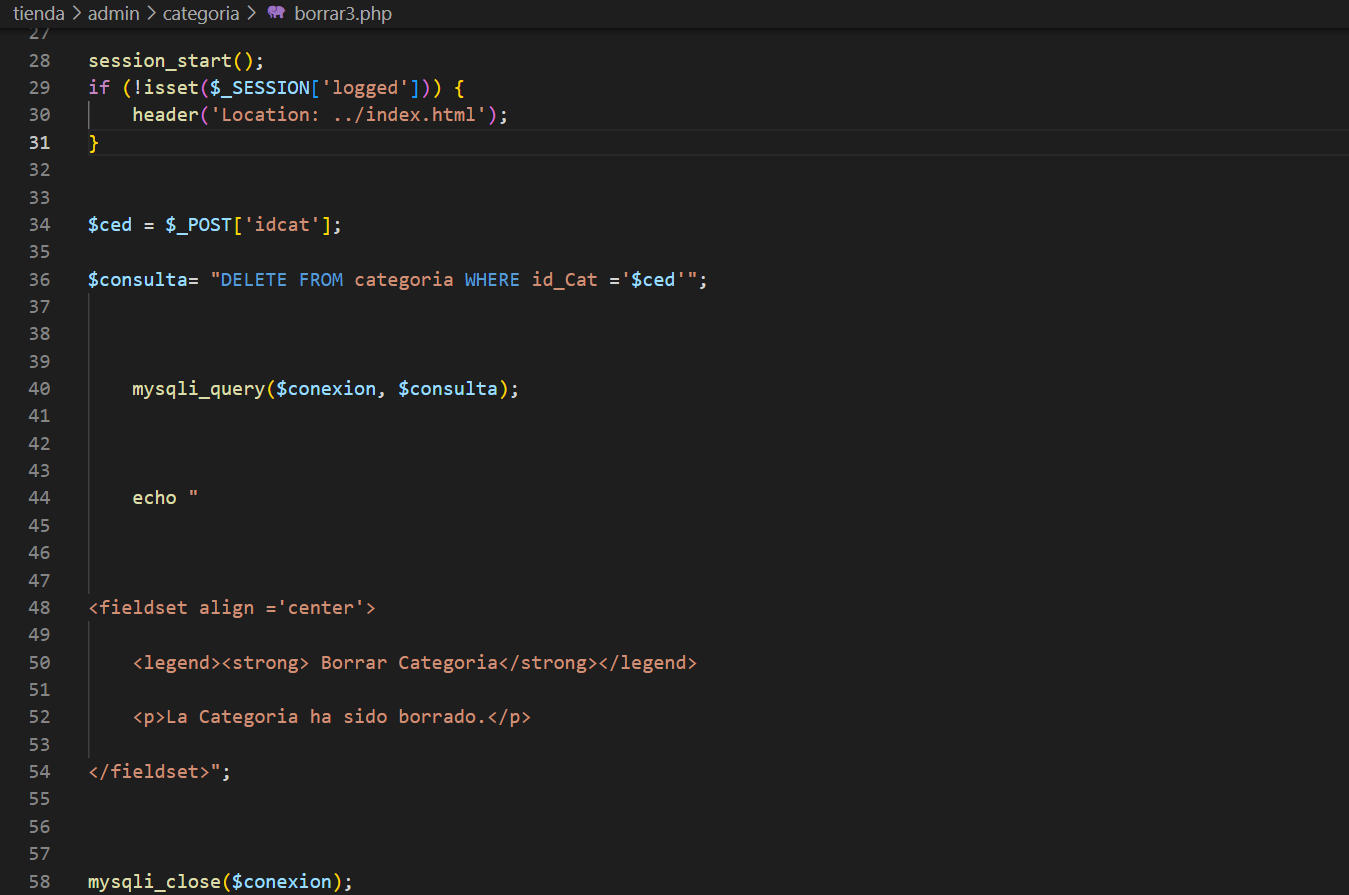 tienda > admin > categoria > borrar3.php
27
28 session_start();
29 if (!isset($_SESSION['logged'])) {
30     header('Location: ../index.html');
31 }
32
33
34 $ced = $_POST['idcat'];
35
36 $consulta= "DELETE FROM categoria WHERE id_Cat ='$ced'";
37
38
39
40     mysqli_query($conexion, $consulta);
41
42
43
44     echo "
45
46
47
48 <fieldset align ='center'>
49
50     <legend><strong> Borrar Categoria</strong></legend>
51
52     <p>La Categoria ha sido borrado.</p>
53
54 </fieldset>";
55
56
57
58 mysqli_close($conexion);